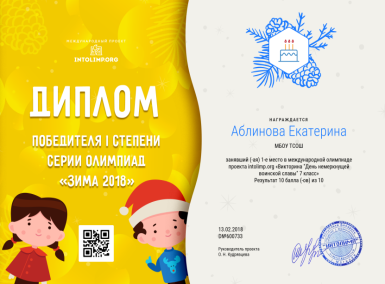 МЕЖДУНАРОДНЫЙ ПРОЕКТ
INTOLIMP.ORG
ДИПЛОМ
ПОБЕДИТЕЛЯ I СТЕПЕНИ
СЕРИИ ОЛИМПИАД
«ЗИМА 2018»
НАГРАЖДАЕТСЯ
Аблинова Екатерина
МБОУ ТСОШ
занявший (-ая) 1-е место в международной олимпиаде
проекта intolimp.org «Викторина "День немеркнущей
воинской славы" 7 класс»
Результат 10 балла (-ов) из 10
13.02.2018
DM№600733
Руководитель проекта
О. Н. Кудрявцева